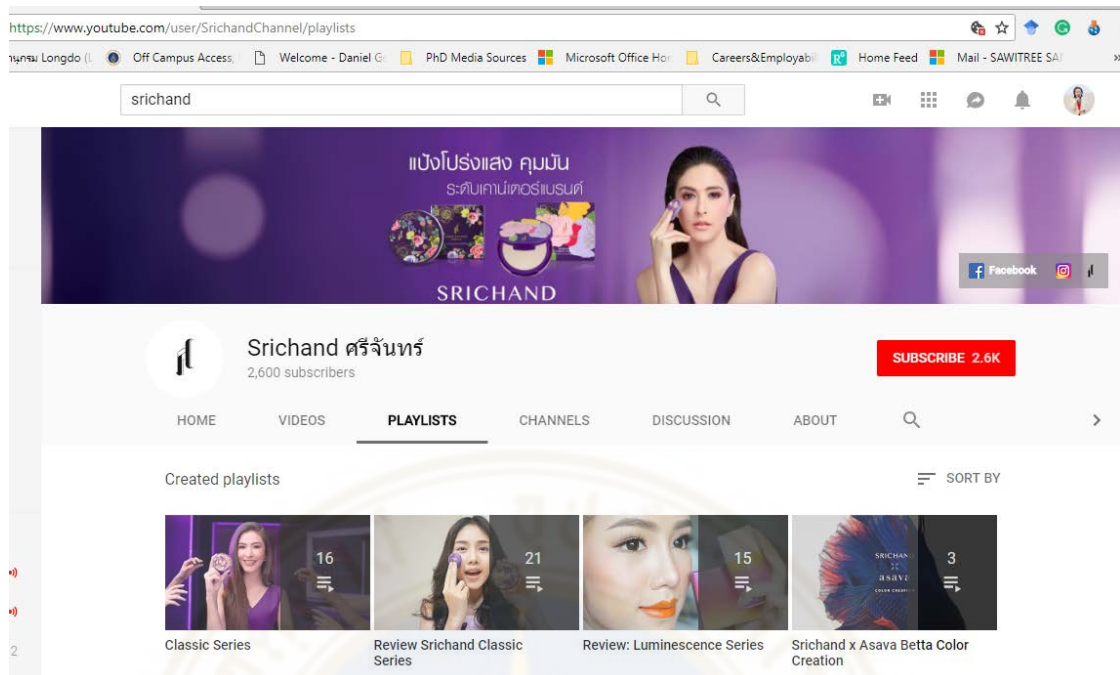 https://www.youtube.com/user/SrichandChannel/playlists
Longdo (L Off Campus Access, Welcome - Daniel G PhD Media Sources Microsoft Office Ho Careers&Employabil Home Feed Mail - SAWITREE SA »
srichand
แป้งโปร่งแสง คุมมัน
ระดับเคาน์เตอร์แบรนด์
SRICHAND
Facebook
Srichand ศรีจันทร์
2,600 subscribers
SUBSCRIBE 2.6K
HOME VIDEOS PLAYLISTS CHANNELS DISCUSSION ABOUT
Created playlists
SORT BY
16 21 15 3
SRICHAND
X
asava
2
Classic Series
Review Srichand Classic Series
Review: Luminescence Series
Srichand x Asava Betta Color Creation